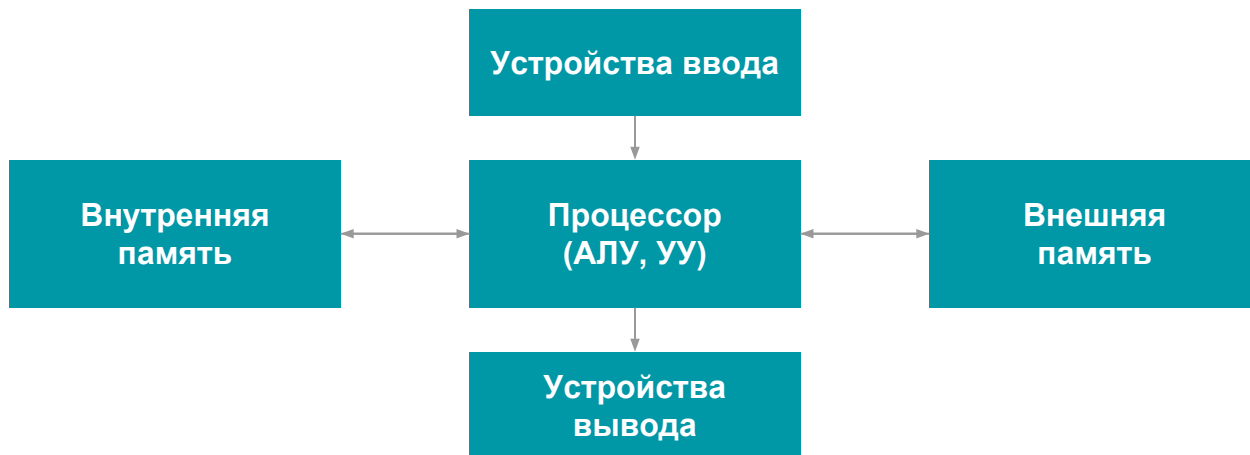 Устройства ввода
Внутренняя
память
Процессор
(АЛУ, УУ)
Внешняя
память
Устройства
вывода